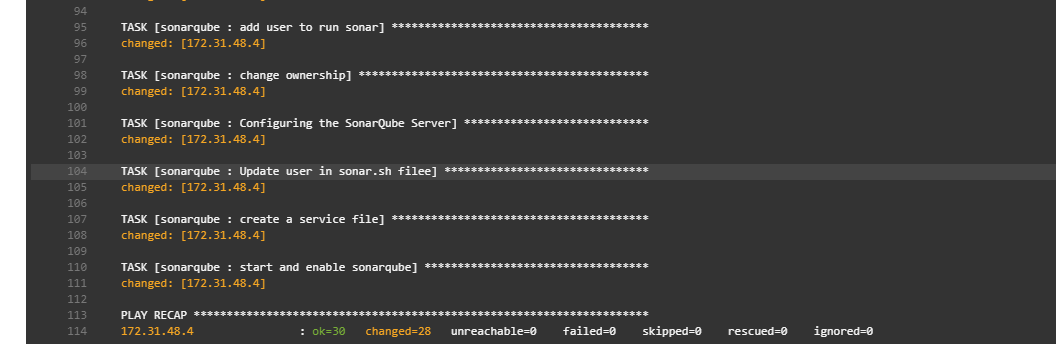 94
95 TASK [sonarqube : add user to run sonar] ***************************************
96 changed: [172.31.48.4]
97
98 TASK [sonarqube : change ownership] ********************************************
99 changed: [172.31.48.4]
100
101 TASK [sonarqube : Configuring the SonarQube Server] ****************************
102 changed: [172.31.48.4]
103
104 TASK [sonarqube : Update user in sonar.sh filee] *******************************
105 changed: [172.31.48.4]
106
107 TASK [sonarqube : create a service file] ***************************************
108 changed: [172.31.48.4]
109
110 TASK [sonarqube : start and enable sonarqube] **********************************
111 changed: [172.31.48.4]
112
113 PLAY RECAP *********************************************************************
114 172.31.48.4 : ok=30 changed=28 unreachable=0 failed=0 skipped=0 rescued=0 ignored=0